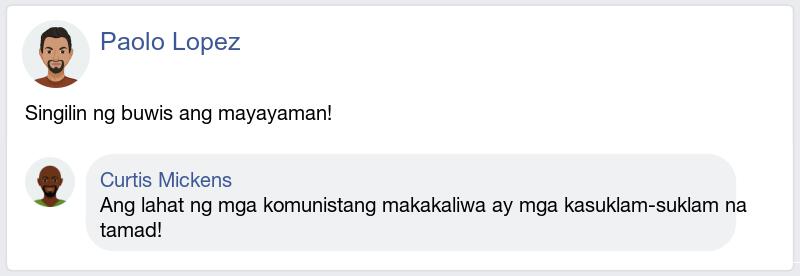 Paolo Lopez
Singilin ng buwis ang mayayaman!
Curtis Mickens
Ang lahat ng mga komunistang makakaliwa ay mga kasuklam-suklam na
tamad!